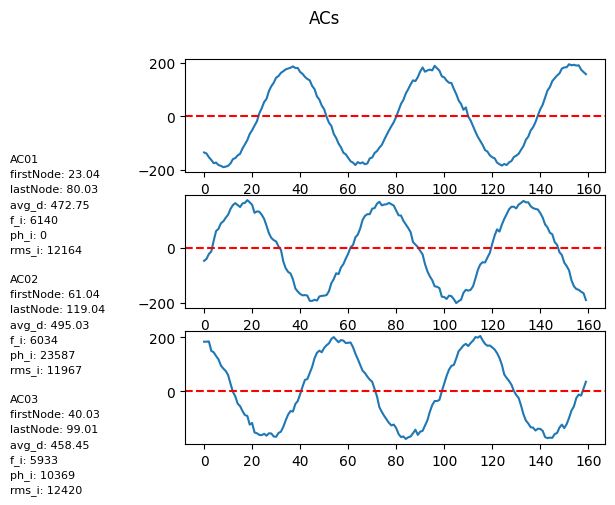 ACs
200
0
−200
0 20 40 60 80 100 120 140 160
0
−200
0 20 40 60 80 100 120 140 160
200
0
0 20 40 60 80 100 120 140 160
AC01
firstNode: 23.04
lastNode: 80.03
avg_d: 472.75
f_i: 6140
ph_i: 0
rms_i: 12164
AC02
firstNode: 61.04
lastNode: 119.04
avg_d: 495.03
f_i: 6034
ph_i: 23587
rms_i: 11967
AC03
firstNode: 40.03
lastNode: 99.01
avg_d: 458.45
f_i: 5933
ph_i: 10369
rms_i: 12420